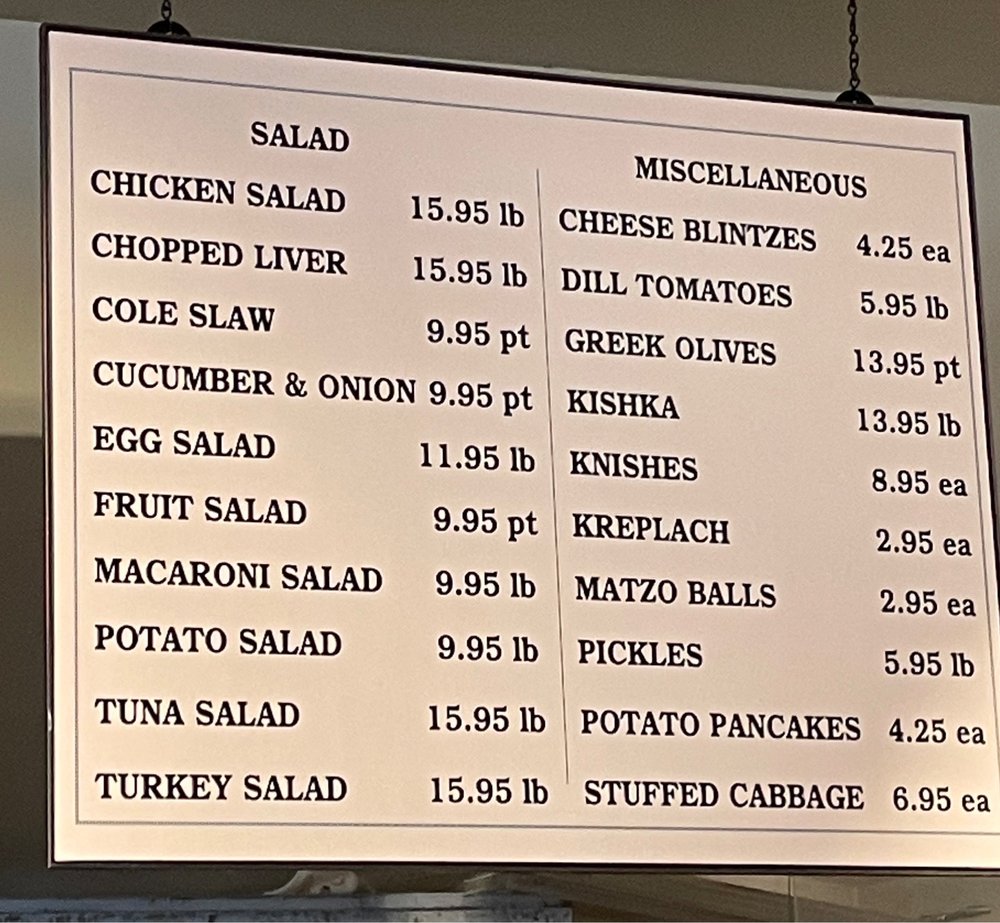 SALAD
CHICKEN SALAD 15.95 lb
CHOPPED LIVER 15.95 lb
COLE SLAW 9.95 pt
CUCUMBER & ONION 9.95 pt
EGG SALAD 11.95 lb
FRUIT SALAD 9.95 pt
MACARONI SALAD 9.95 lb
POTATO SALAD 9.95 lb
TUNA SALAD 15.95 lb
TURKEY SALAD 15.95 lb
MISCELLANEOUS
CHEESE BLINTZES 4.25 ea
DILL TOMATOES 5.95 lb
GREEK OLIVES 13.95 pt
KISHKA 13.95 lb
KNISHES 8.95 ea
KREPLACH 2.95 ea
MATZO BALLS 2.95 ea
PICKLES 5.95 lb
POTATO PANCAKES 4.25 ea
STUFFED CABBAGE 6.95 ea